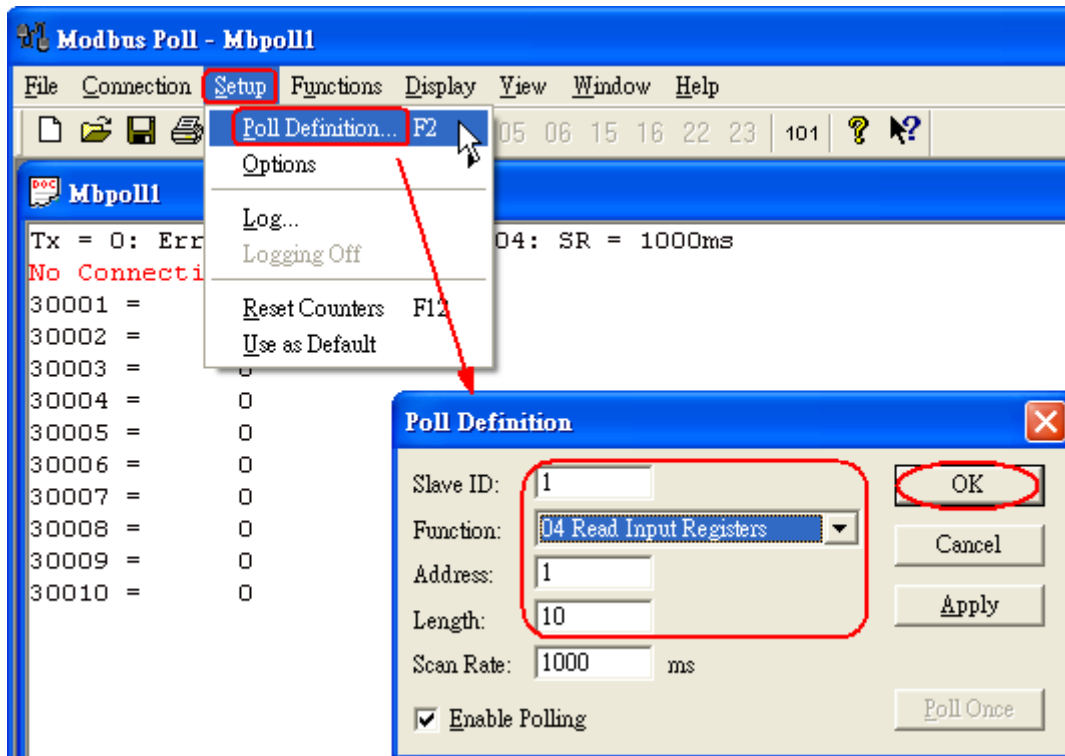 Modbus Poll - Mbpoll1
File Connection Setup Functions Display View Window Help
Poll Definition... F2
05 06 15 16 22 23 101
Options
Log...
Logging Off
Reset Counters F12
Use as Default
DOC Mbpoll1
Tx = 0: Err 04: SR = 1000ms
No Connecti
30001 =
30002 =
30003 = 0
30004 = 0
30005 = 0
30006 = 0
30007 = 0
30008 = 0
30009 = 0
30010 = 0
Poll Definition
Slave ID: 1
OK
Function: 04 Read Input Registers
Cancel
Address: 1
Apply
Length: 10
Scan Rate: 1000 ms
Enable Polling
Poll Once